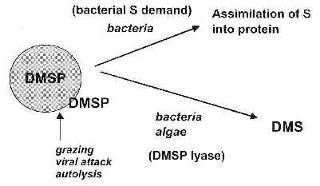 (bacterial S demand)
bacteria
Assimilation of S
into protein
DMSP
DMSP
bacteria
algae
(DMSP lyase)
DMS
grazing
viral attack
autolysis